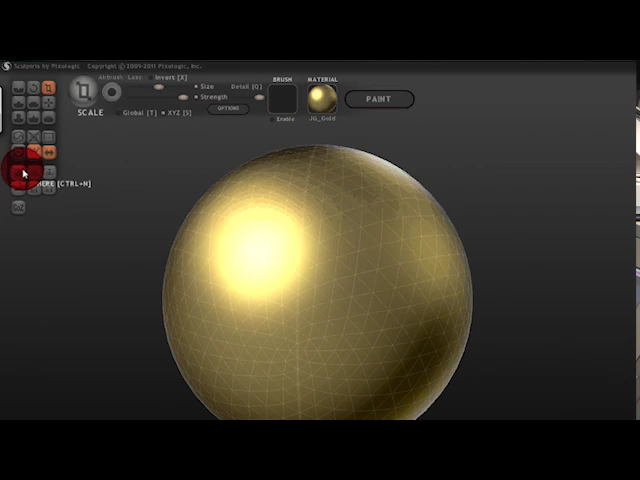 Sculptris by Pixologic Copyright © 2009-2011 Pixologic, Inc.
Airbrush Lazy Invert [X]
Size Detail [Q]
Strength
SCALE Global [T] XYZ [S] OPTIONS
BRUSH
Enable
MATERIAL
JG_Gold
PAINT
HERE [CTRL+N]